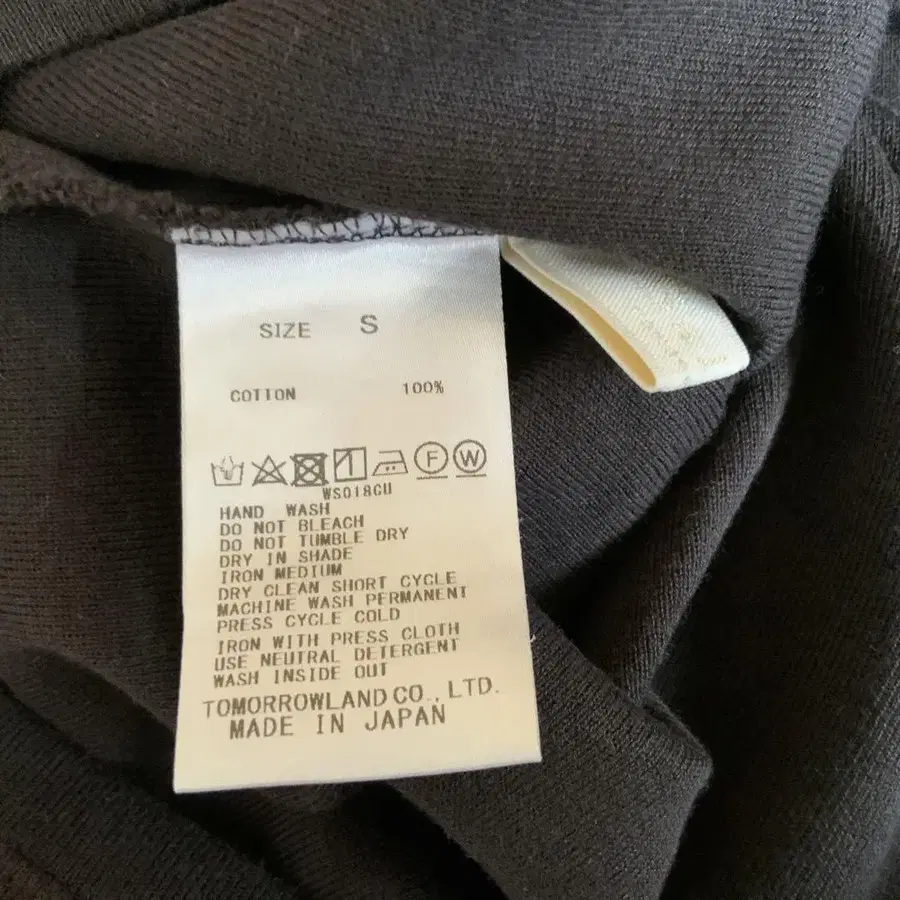 SIZE S
COTTON 100%
F W
WS018CU
HAND WASH
DO NOT BLEACH
DO NOT TUMBLE DRY
DRY IN SHADE
IRON MEDIUM
DRY CLEAN SHORT CYCLE
MACHINE WASH PERMANENT
PRESS CYCLE COLD
IRON WITH PRESS CLOTH
USE NEUTRAL DETERGENT
WASH INSIDE OUT
TOMORROWLAND CO., LTD.
MADE IN JAPAN